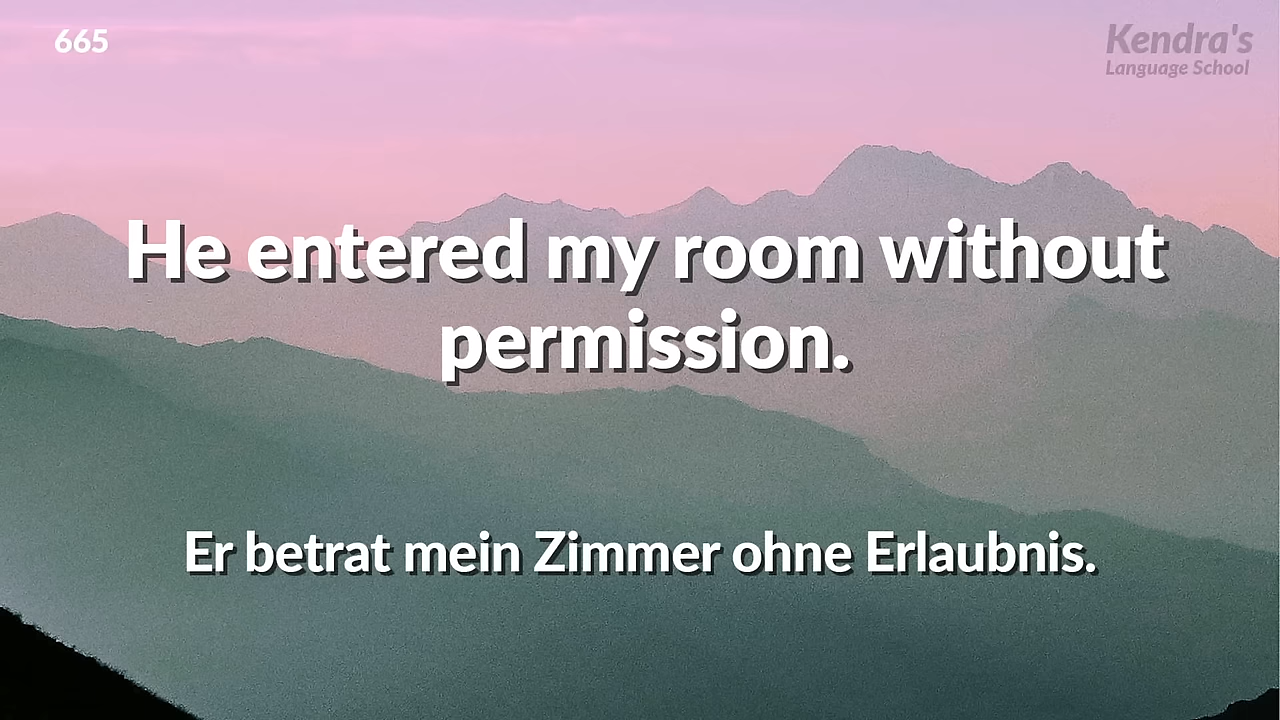 665
Kendra's
Language School
He entered my room without
permission.
Er betrat mein Zimmer ohne Erlaubnis.